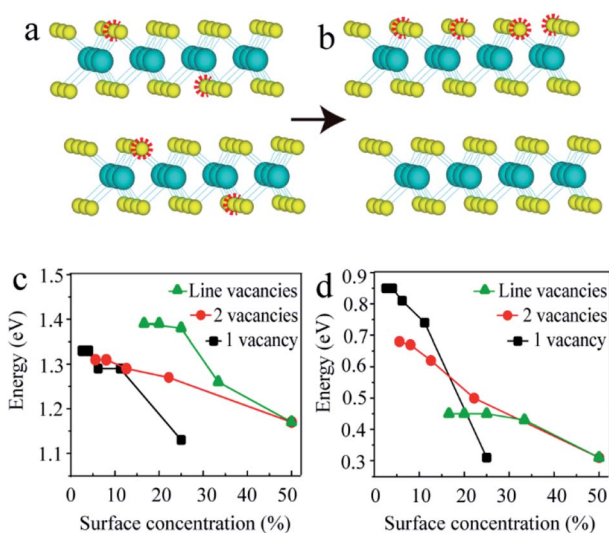 a
b
c
Energy (eV)
1.5
1.4
1.3
1.2
1.1
Line vacancies
2 vacancies
1 vacancy
0 10 20 30 40 50
Surface concentration (%)
d
Energy (eV)
0.9
0.8
0.7
0.6
0.5
0.4
0.3
Line vacancies
2 vacancies
1 vacancy
0 10 20 30 40 50
Surface concentration (%)